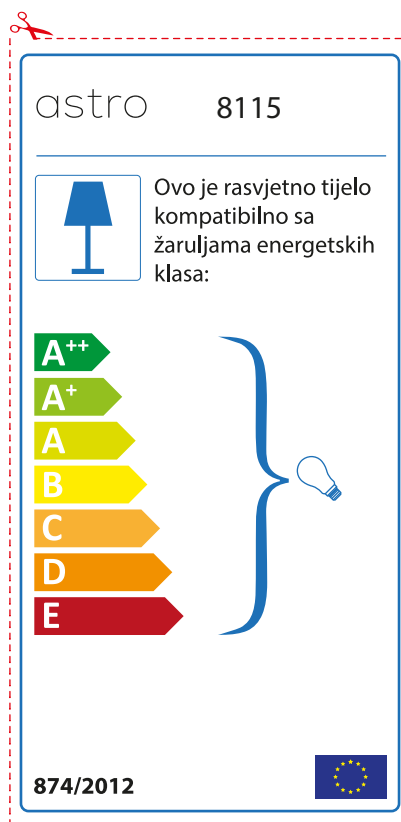 astro 8115
Ovo je rasvjetno tijelo
kompatibilno sa
žaruljama energetskih
klasa:
A++
A+
A
B
C
D
E
874/2012